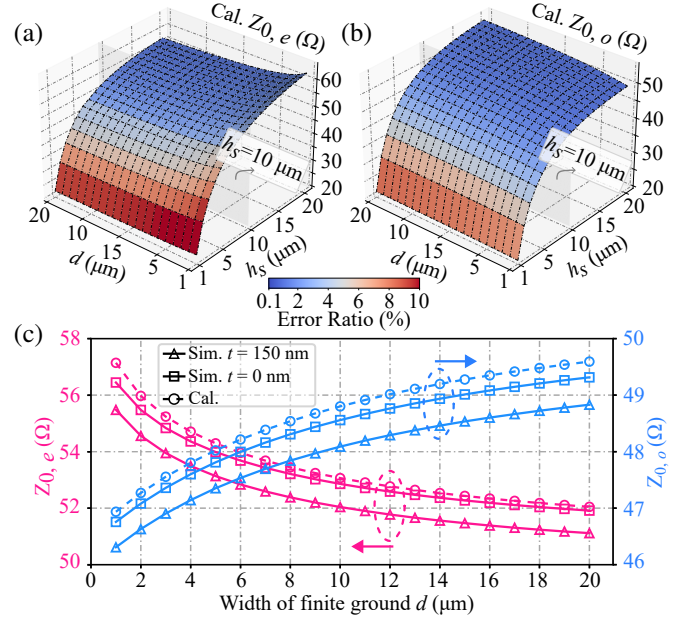 (a)
Cal. Z0, e (Ω)
60
50
40
30
20
hs=10 μm
20
15
10
5
1
hs (μm)
20
10
15
5
1
d (μm)
(b)
Cal. Z0, o (Ω)
50
40
30
20
hs=10 μm
20
15
10
5
1
hs (μm)
20
10
15
5
1
d (μm)
0.1 2 4 6 8 10
Error Ratio (%)
(c)
58
56
54
52
50
Z0, e (Ω)
Sim. t = 150 nm
Sim. t = 0 nm
Cal.
50
49
48
47
46
Z0, o (Ω)
0 2 4 6 8 10 12 14 16 18 20
Width of finite ground d (μm)